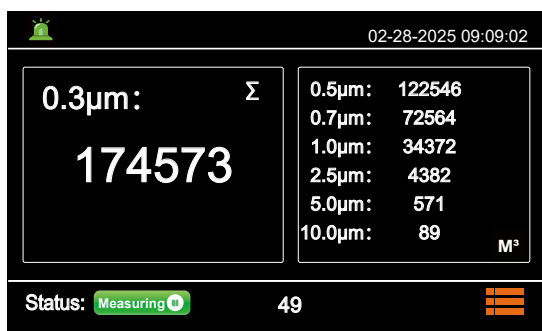 02-28-2025 09:09:02
0.3µm: Σ
174573
0.5µm: 122546
0.7µm: 72564
1.0µm: 34372
2.5µm: 4382
5.0µm: 571
10.0µm: 89
M³
Status: Measuring 49